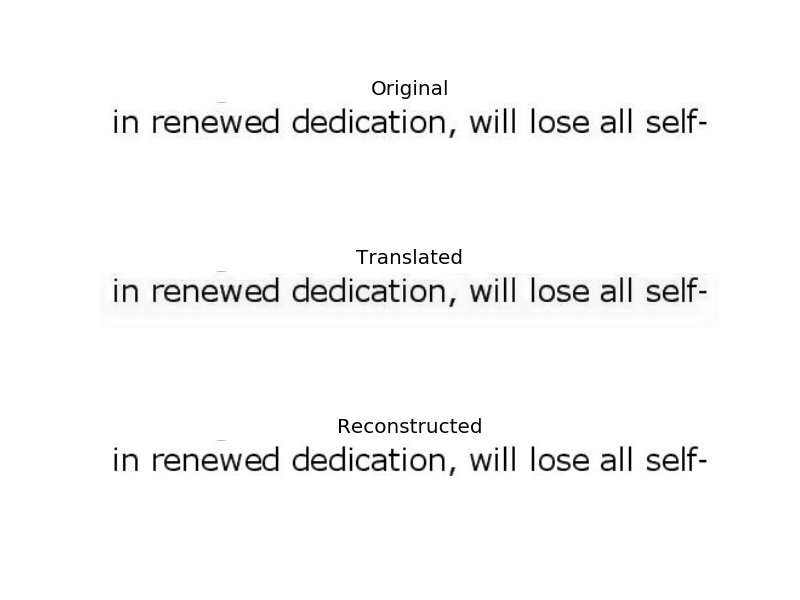 Original
in renewed dedication, will lose all self-
Translated
in renewed dedication, will lose all self-
Reconstructed
in renewed dedication, will lose all self-